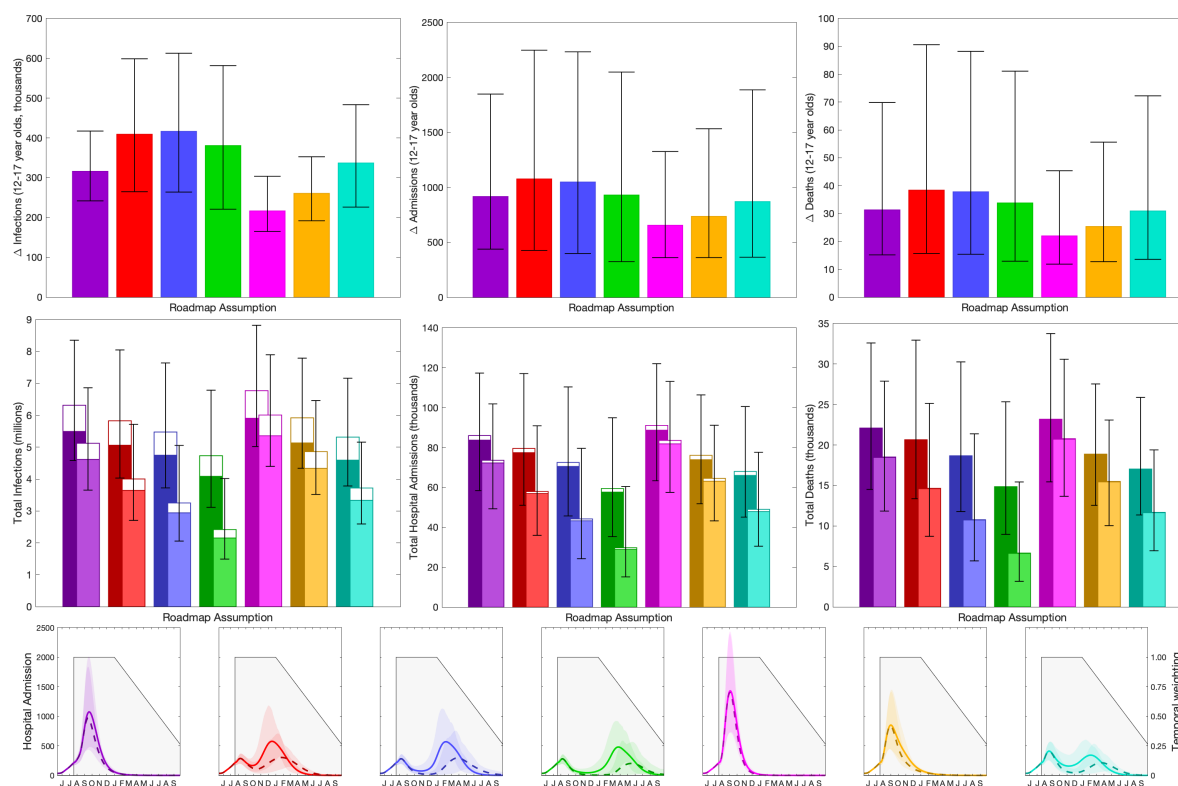 700
600
500
400
300
200
100
0
Δ Infections (12-17 year olds, thousands)
Roadmap Assumption
2500
2000
1500
1000
500
0
Δ Admissions (12-17 year olds)
Roadmap Assumption
100
90
80
70
60
50
40
30
20
10
0
Δ Deaths (12-17 year olds)
Roadmap Assumption
9
8
7
6
5
4
3
2
1
0
Total Infections (millions)
Roadmap Assumption
140
120
100
80
60
40
20
0
Total Hospital Admissions (thousands)
Roadmap Assumption
35
30
25
20
15
10
5
0
Total Deaths (thousands)
Roadmap Assumption
2500
2000
1500
1000
500
0
Hospital Admission
J J A S O N D J F M A M J J A S
J J A S O N D J F M A M J J A S
J J A S O N D J F M A M J J A S
J J A S O N D J F M A M J J A S
J J A S O N D J F M A M J J A S
J J A S O N D J F M A M J J A S
J J A S O N D J F M A M J J A S
1.00
0.75
0.50
0.25
0
Temporal weighting